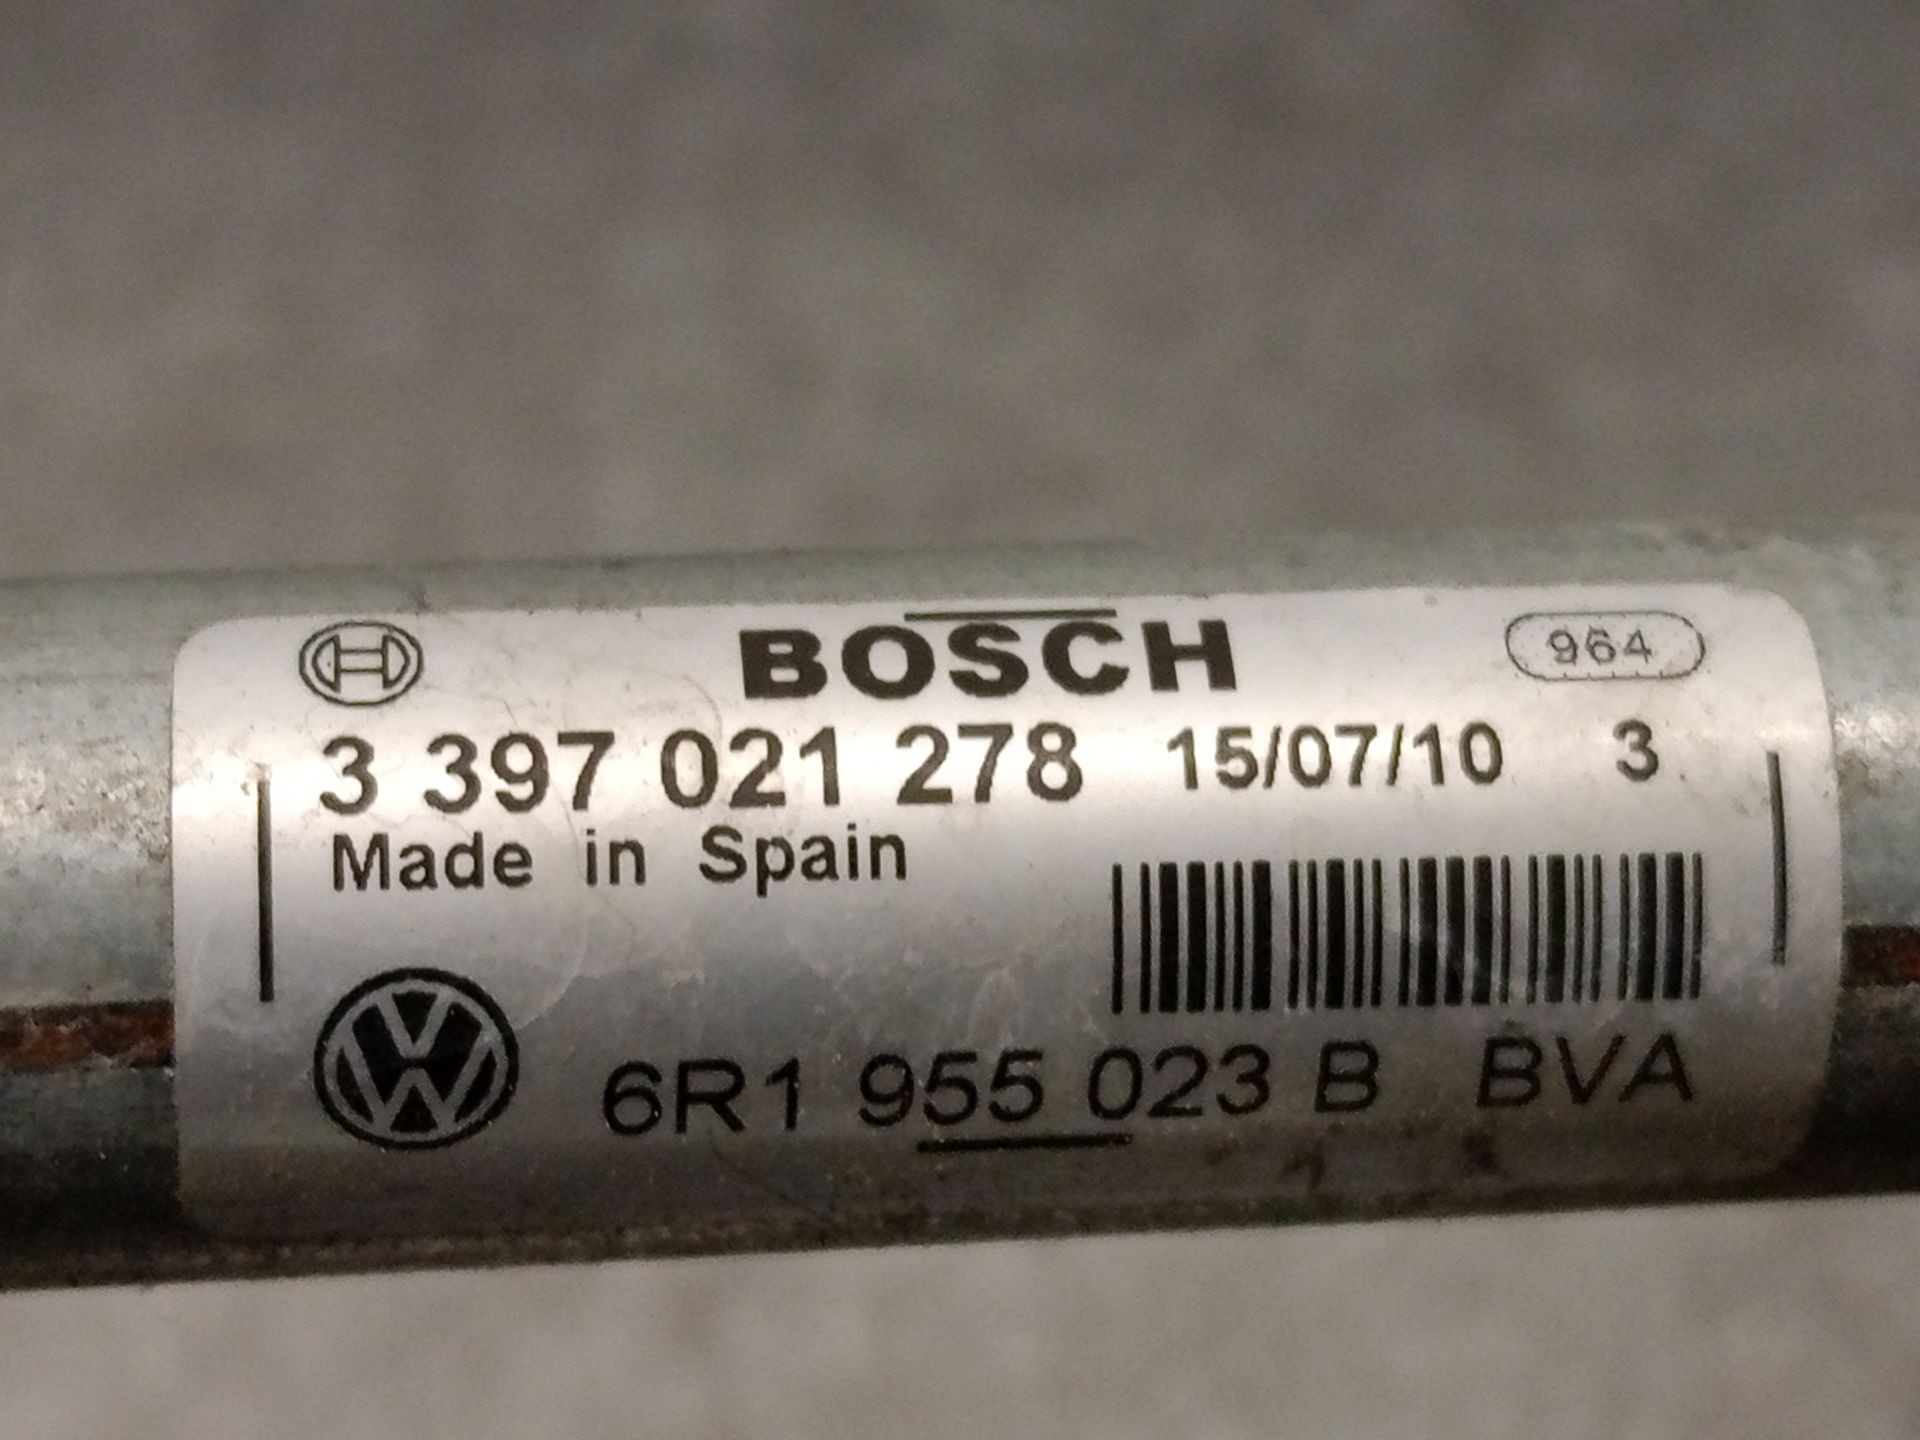 BOSCH 964
3 397 021 278 15/07/10 3
Made in Spain
6R1 955 023 B BVA